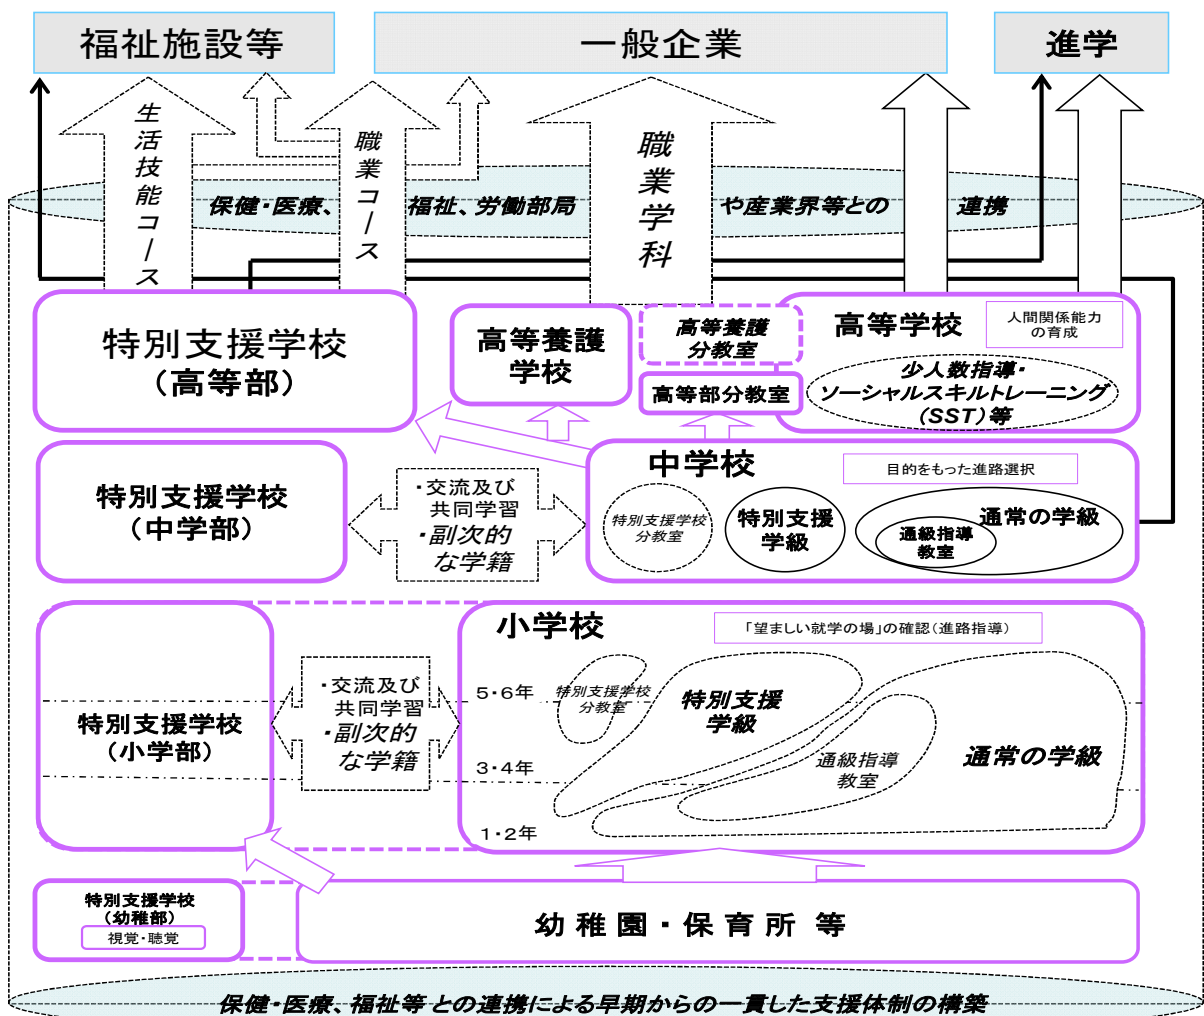 福祉施設等
一般企業
進学
生活技能コース
職業コース
職業学科
保健・医療、
福祉、労働部局
や産業界等との
連携
特別支援学校
（高等部）
高等養護
学校
高等養護
分教室
高等部分教室
高等学校
人間関係能力
の育成
少人数指導・
ソーシャルスキルトレーニング
（SST）等
特別支援学校
（中学部）
・交流及び
共同学習
・副次的
な学籍
中学校
目的をもった進路選択
特別支援学校
分教室
特別支援
学級
通常の学級
通級指導
教室
小学校
「望ましい就学の場」の確認（進路指導）
特別支援学校
（小学部）
・交流及び
共同学習
・副次的
な学籍
5・6年
3・4年
1・2年
特別支援学校
分教室
特別支援
学級
通級指導
教室
通常の学級
特別支援学校
（幼稚部）
視覚・聴覚
幼稚園・保育所 等
保健・医療、福祉等 との連携による早期からの一貫した支援体制の構築